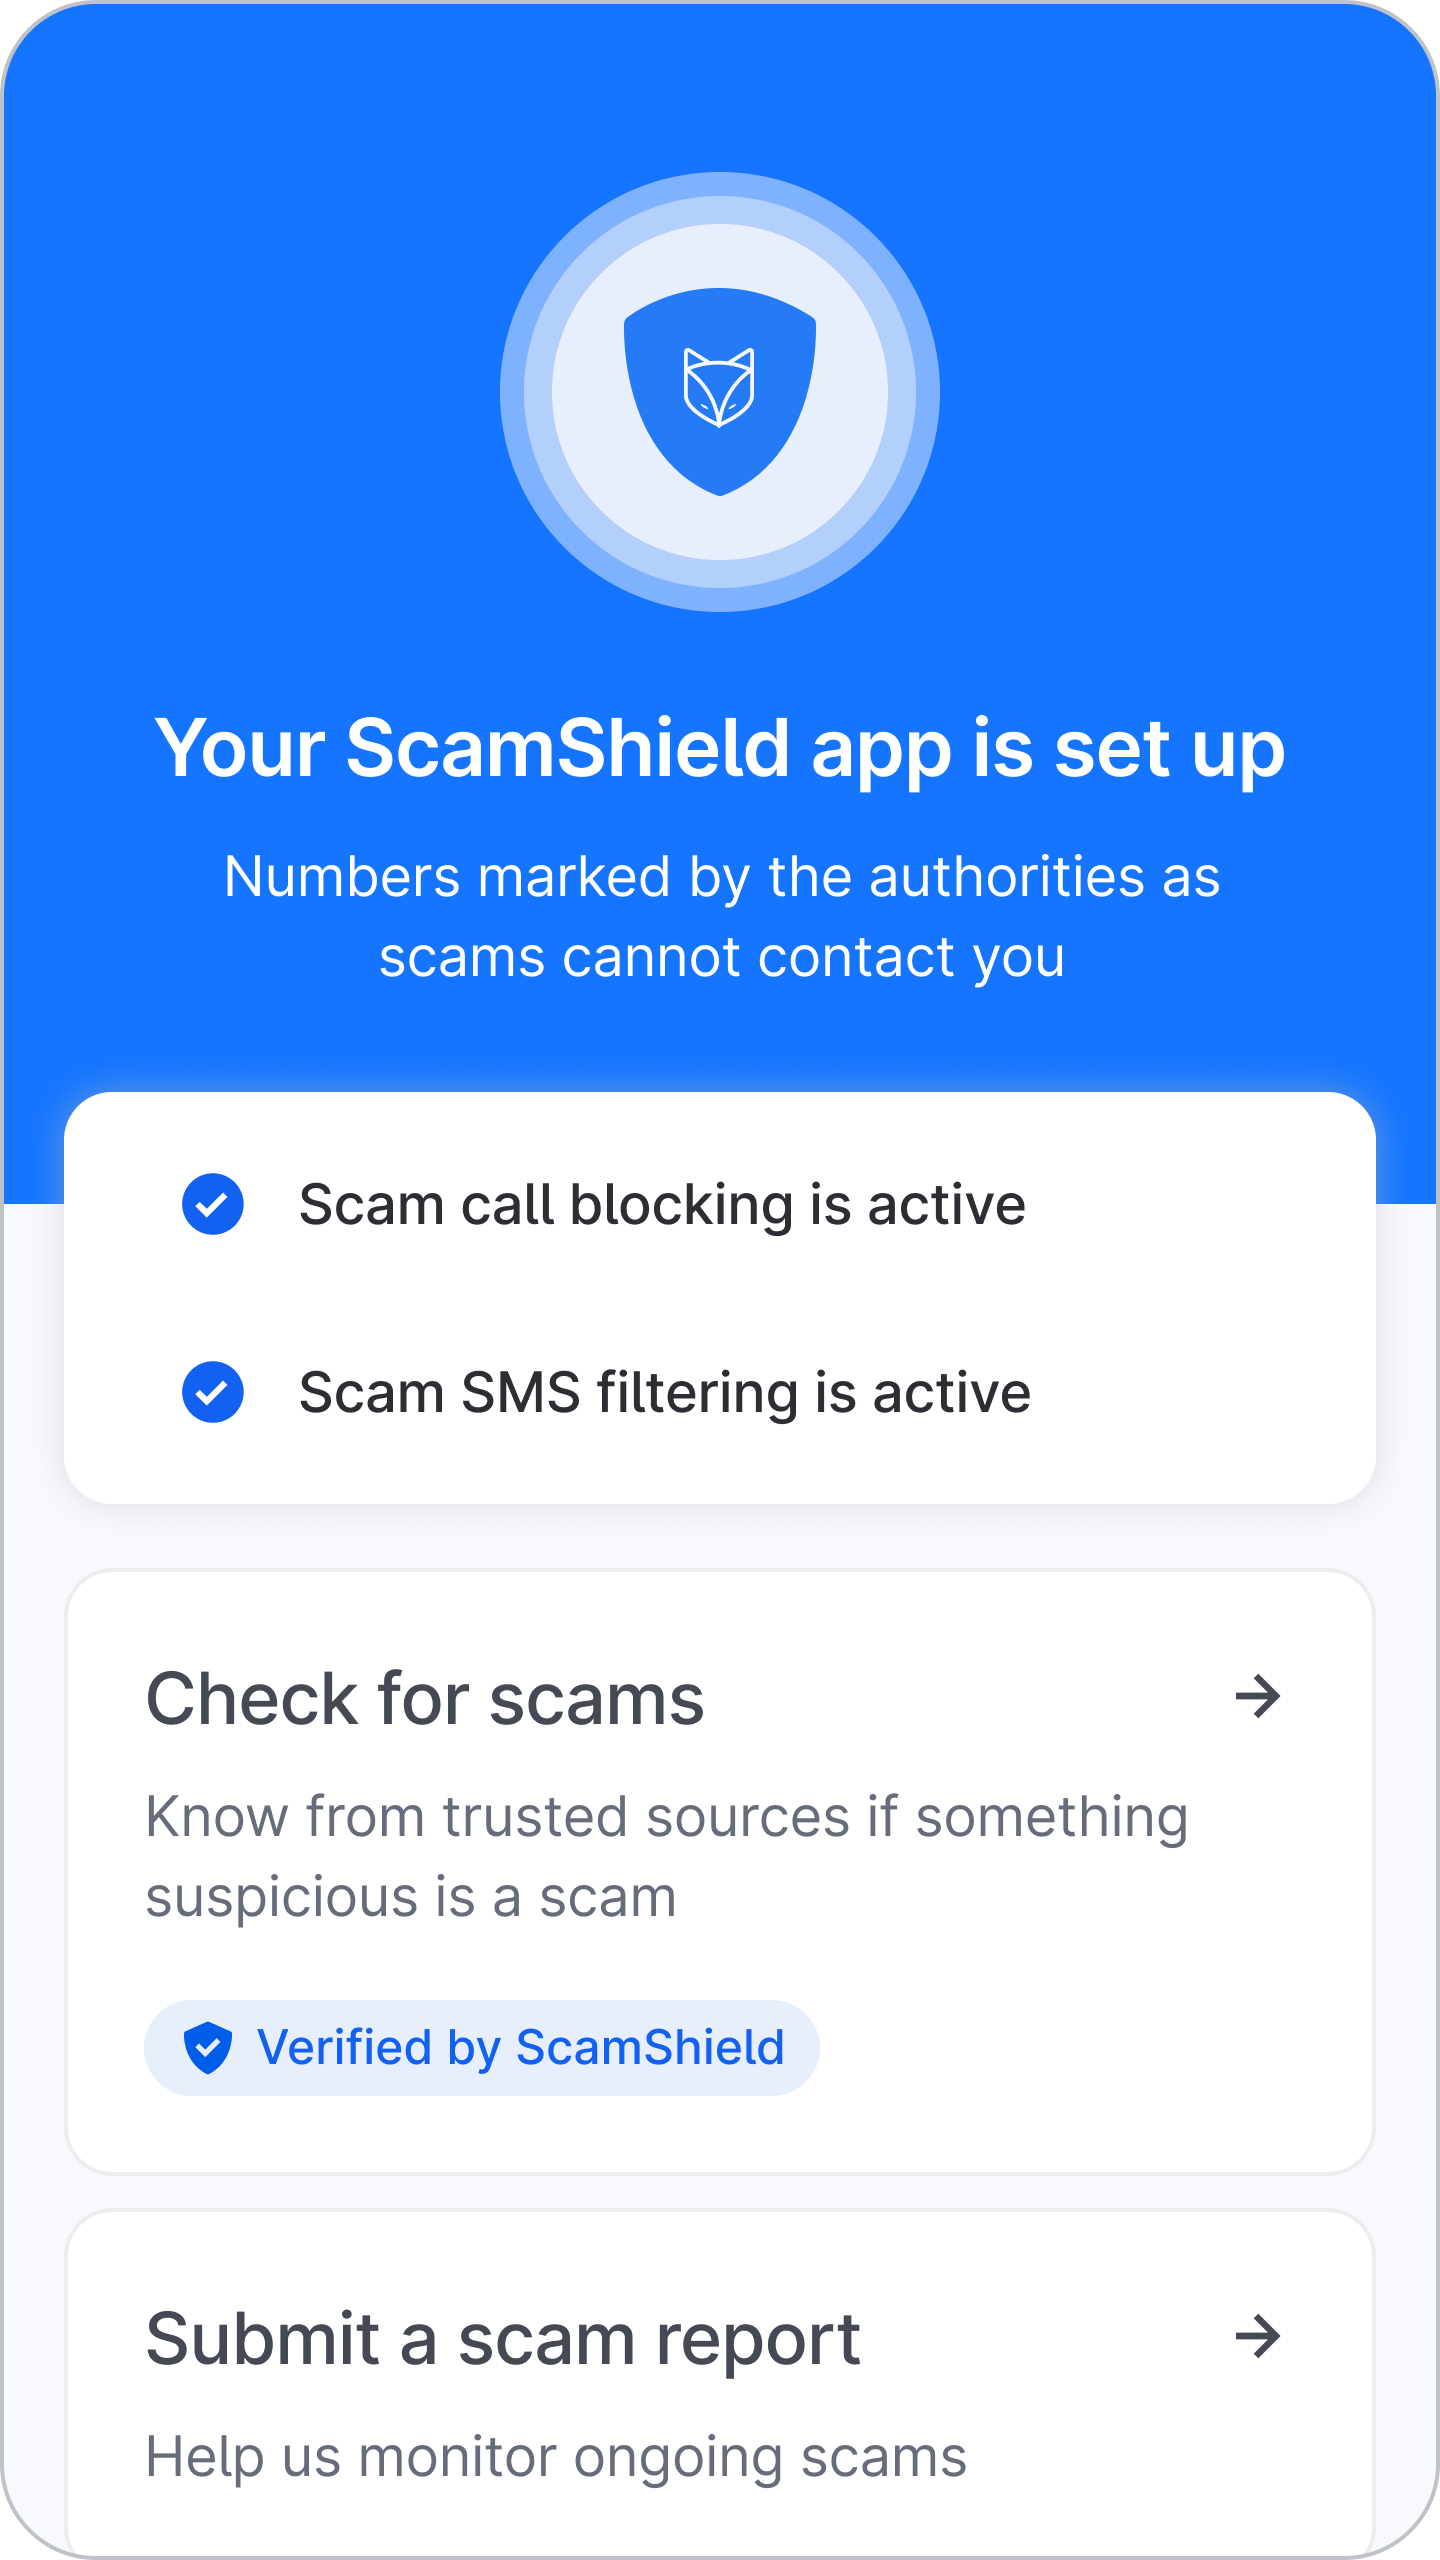 Your ScamShield app is set up
Numbers marked by the authorities as
scams cannot contact you
Scam call blocking is active
Scam SMS filtering is active
Check for scams
Know from trusted sources if something
suspicious is a scam
Verified by ScamShield
Submit a scam report
Help us monitor ongoing scams